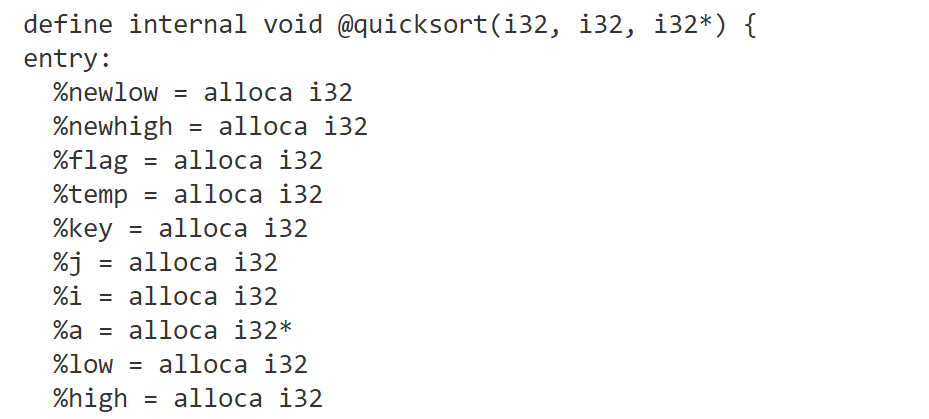 define internal void @quicksort(i32, i32, i32*) {
entry:
  %newlow = alloca i32
  %newhigh = alloca i32
  %flag = alloca i32
  %temp = alloca i32
  %key = alloca i32
  %j = alloca i32
  %i = alloca i32
  %a = alloca i32*
  %low = alloca i32
  %high = alloca i32